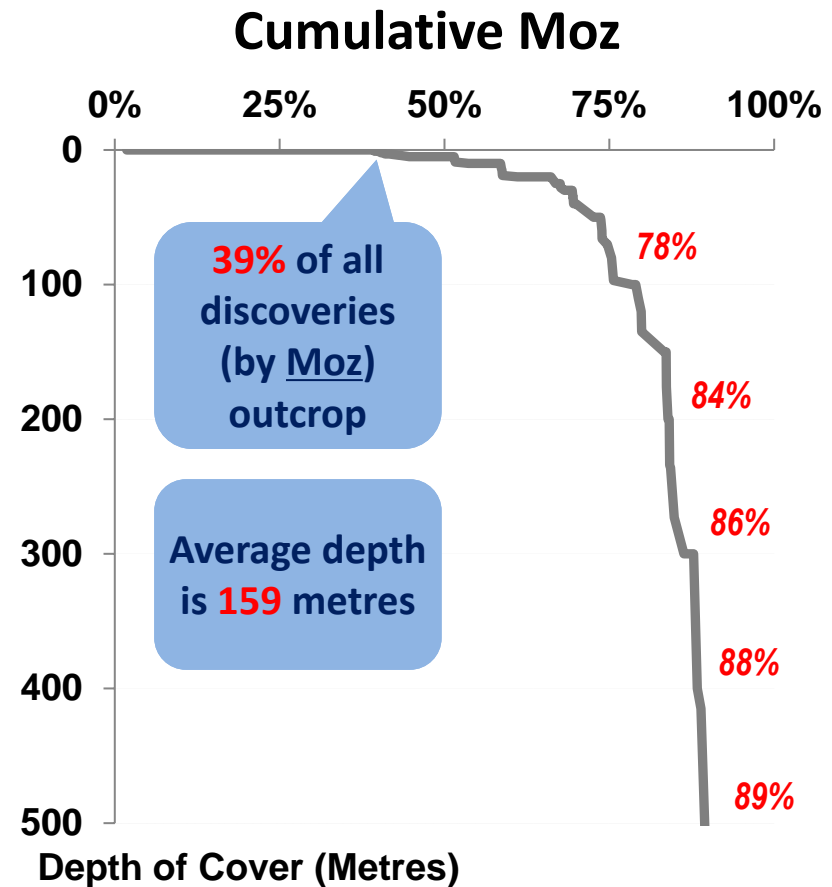 Cumulative Moz
0% 25% 50% 75% 100%
0
39% of all
discoveries
(by Moz)
outcrop
78%
100
84%
200
86%
Average depth
is 159 metres
300
88%
400
89%
500
Depth of Cover (Metres)